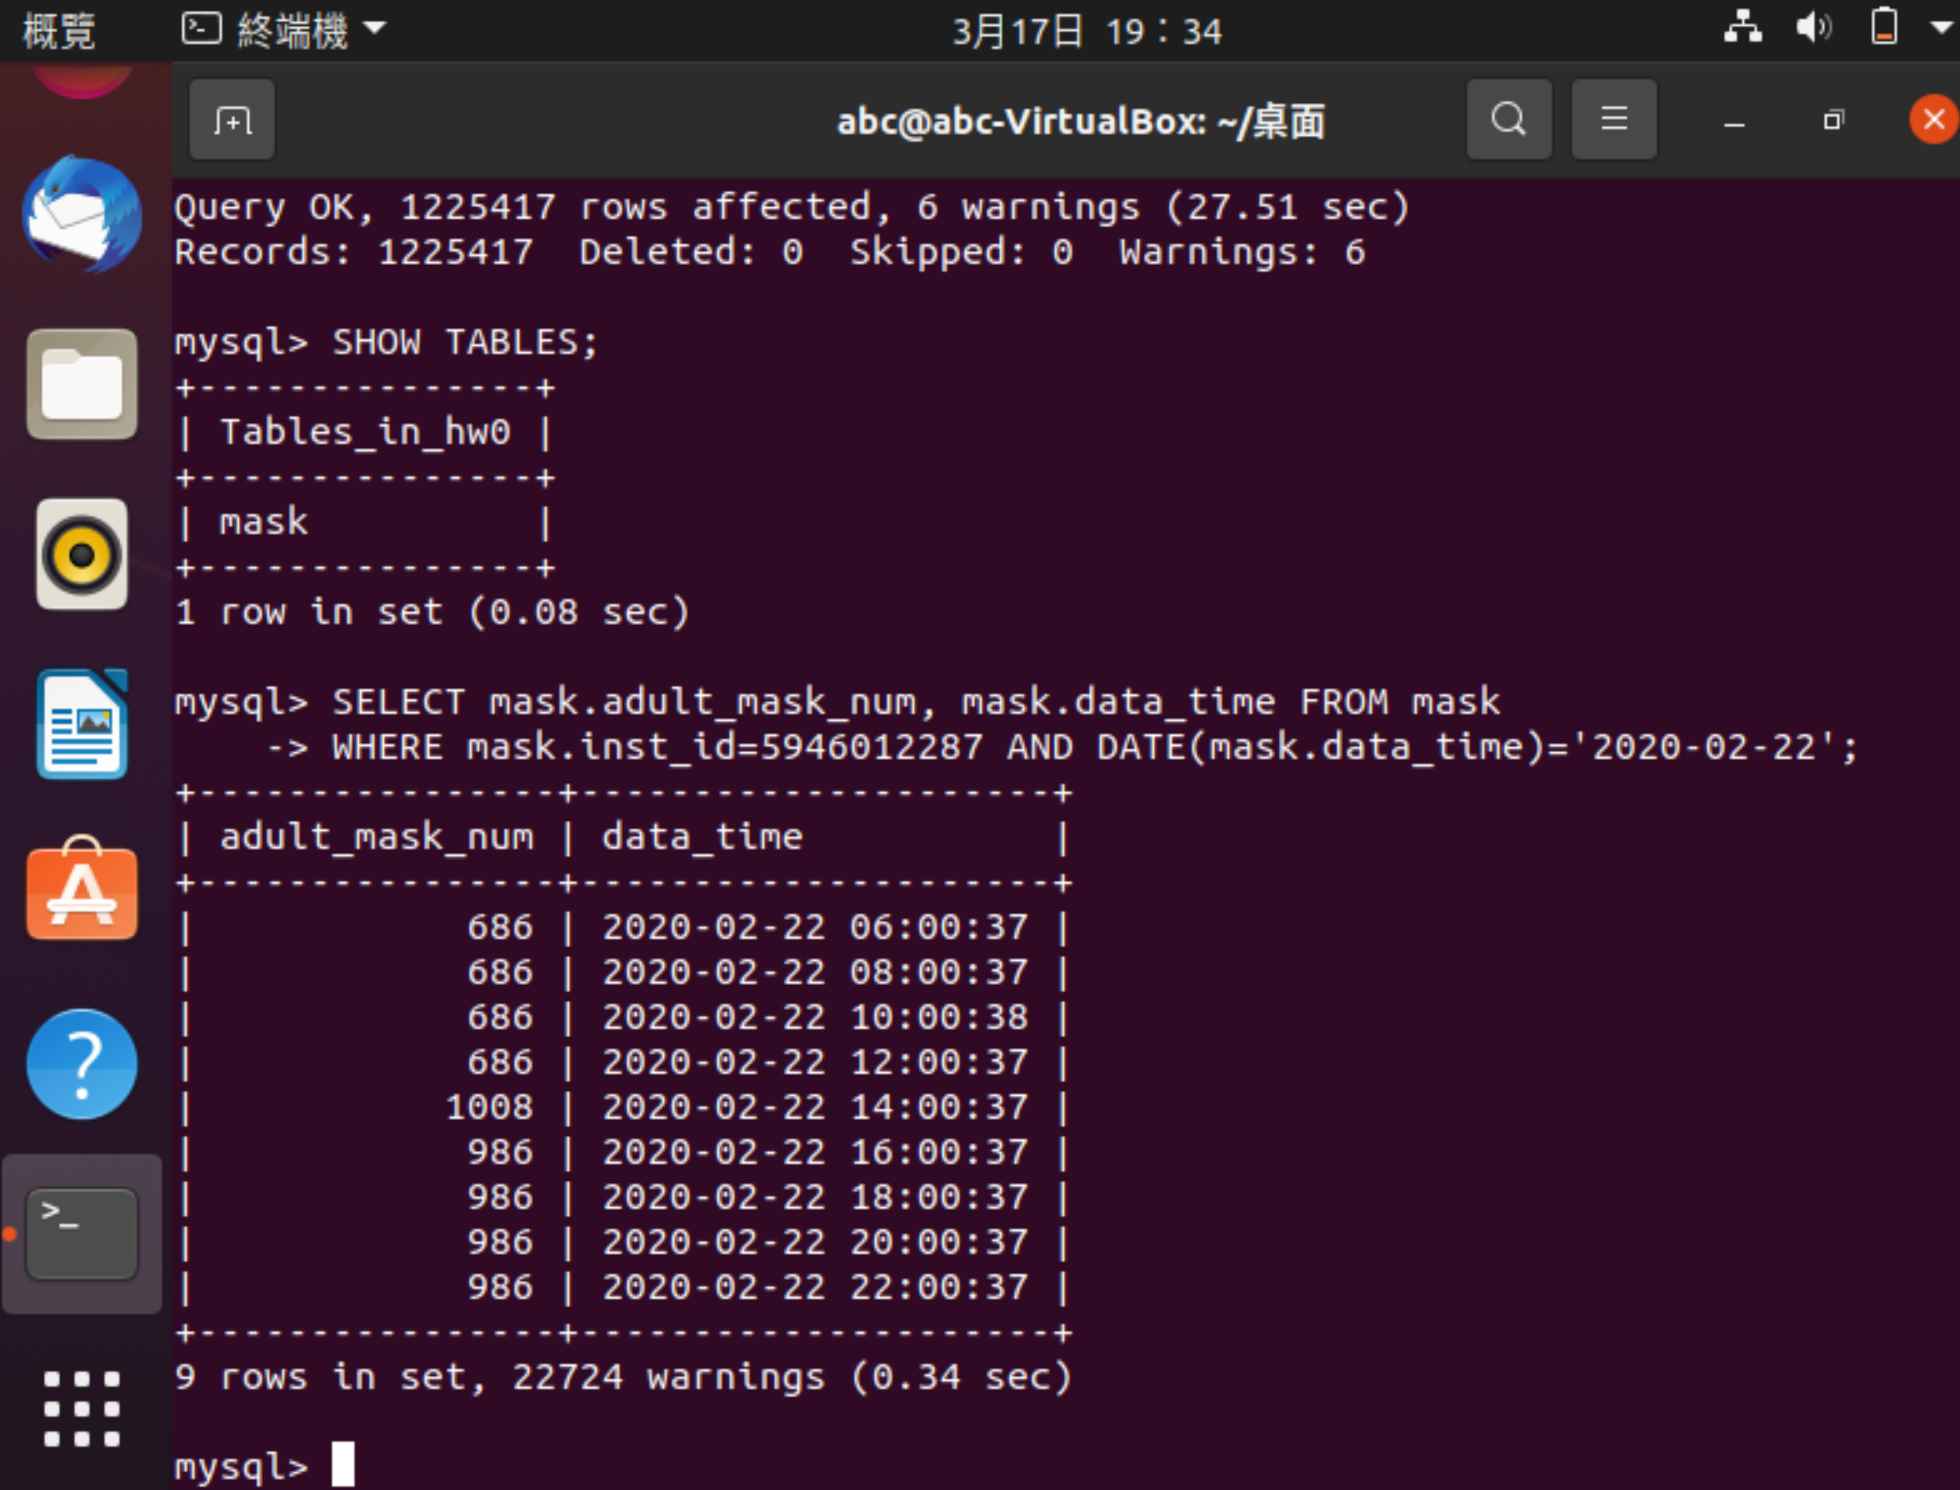 概覽 終端機 3月17日 19：34
abc@abc-VirtualBox: ~/桌面
Query OK, 1225417 rows affected, 6 warnings (27.51 sec)
Records: 1225417  Deleted: 0  Skipped: 0  Warnings: 6
mysql> SHOW TABLES;
+---------------+
| Tables_in_hw0 |
+---------------+
| mask          |
+---------------+
1 row in set (0.08 sec)
mysql> SELECT mask.adult_mask_num, mask.data_time FROM mask
    -> WHERE mask.inst_id=5946012287 AND DATE(mask.data_time)='2020-02-22';
+----------------+---------------------+
| adult_mask_num | data_time           |
+----------------+---------------------+
|            686 | 2020-02-22 06:00:37 |
|            686 | 2020-02-22 08:00:37 |
|            686 | 2020-02-22 10:00:38 |
|            686 | 2020-02-22 12:00:37 |
|           1008 | 2020-02-22 14:00:37 |
|            986 | 2020-02-22 16:00:37 |
|            986 | 2020-02-22 18:00:37 |
|            986 | 2020-02-22 20:00:37 |
|            986 | 2020-02-22 22:00:37 |
+----------------+---------------------+
9 rows in set, 22724 warnings (0.34 sec)
mysql>